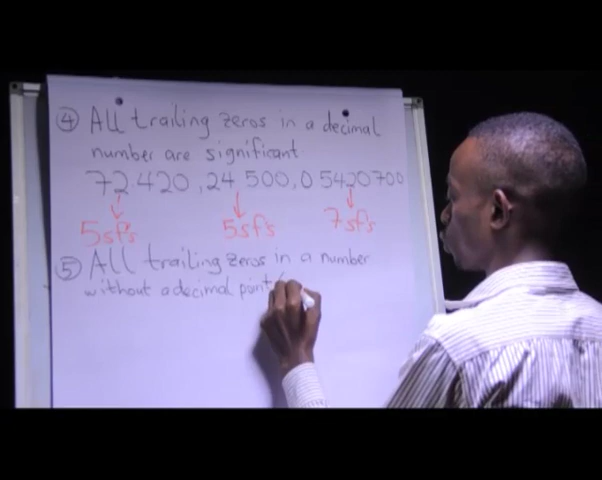 ④ All trailing zeros in a decimal
number are significant
72.420, 24.500, 0.5420700
5sf's 5sf's 7sf's
⑤ All trailing zeros in a number
without a decimal point